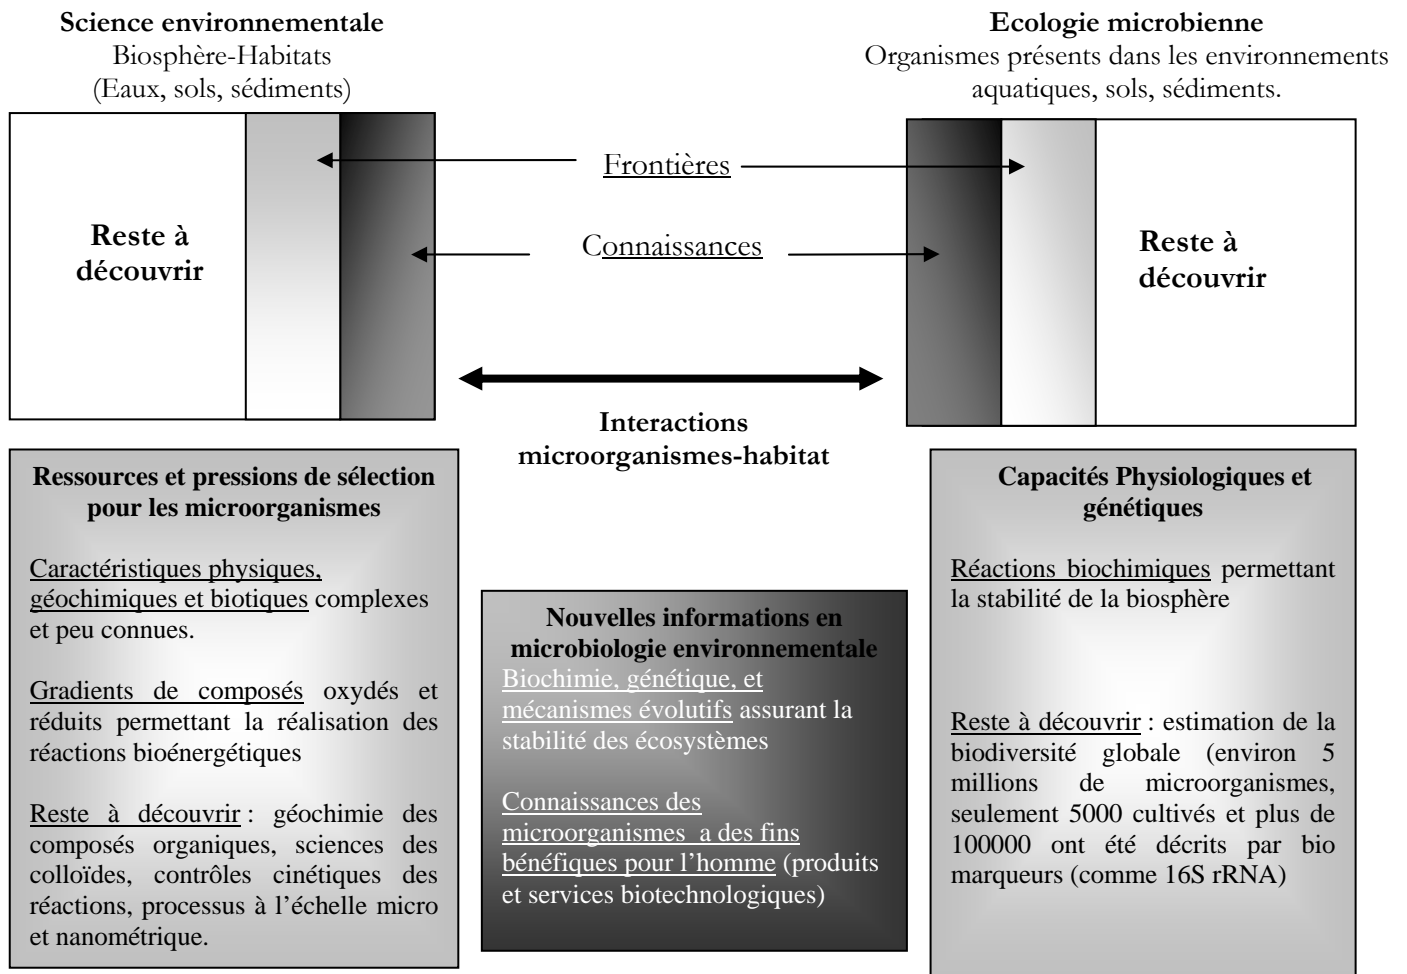 Science environnementale
Biosphère-Habitats
(Eaux, sols, sédiments)
Ecologie microbienne
Organismes présents dans les environnements
aquatiques, sols, sédiments.
Frontières
Connaissances
Reste à
découvrir
Reste à
découvrir
Interactions
microorganismes-habitat
Ressources et pressions de sélection
pour les microorganismes
Caractéristiques physiques,
géochimiques et biotiques complexes
et peu connues.
Gradients de composés oxydés et
réduits permettant la réalisation des
réactions bioénergétiques
Reste à découvrir : géochimie des
composés organiques, sciences des
colloïdes, contrôles cinétiques des
réactions, processus à l’échelle micro
et nanométrique.
Nouvelles informations en
microbiologie environnementale
Biochimie, génétique, et
mécanismes évolutifs assurant la
stabilité des écosystèmes
Connaissances des
microorganismes a des fins
bénéfiques pour l’homme (produits
et services biotechnologiques)
Capacités Physiologiques et
génétiques
Réactions biochimiques permettant
la stabilité de la biosphère
Reste à découvrir : estimation de la
biodiversité globale (environ 5
millions de microorganismes,
seulement 5000 cultivés et plus de
100000 ont été décrits par bio
marqueurs (comme 16S rRNA)